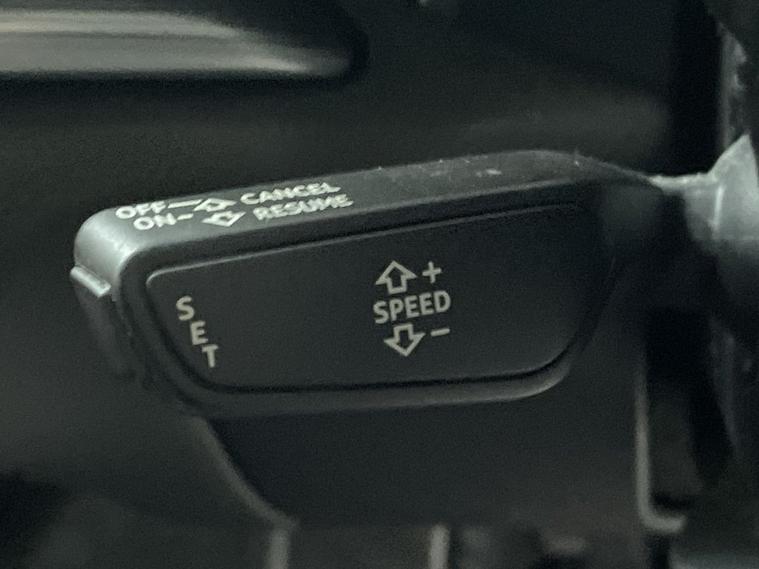 OFF CANCEL
ON RESUME
SET
+
SPEED
-